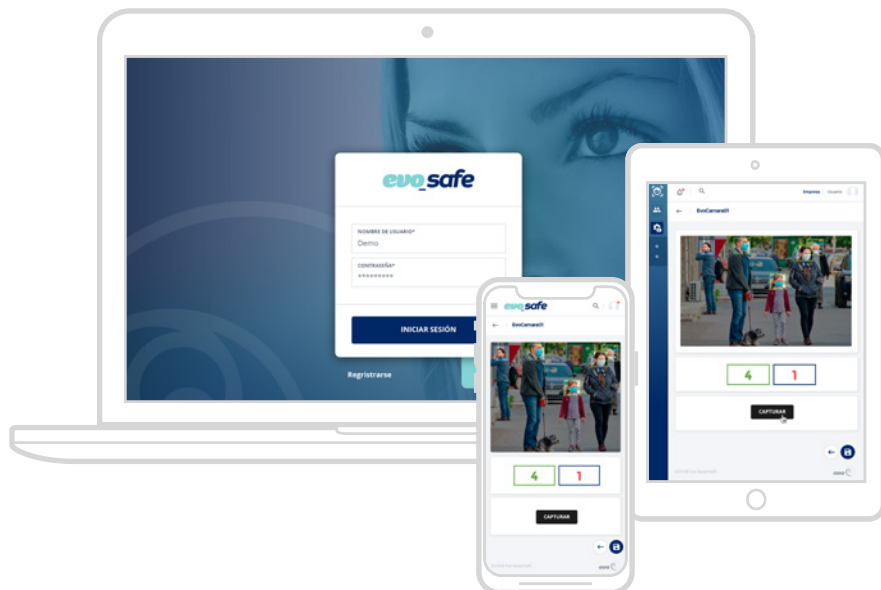 evo_safe
NOMBRE DE USUARIO*
Demo
CONTRASEÑA*
*********
INICIAR SESIÓN
Regristrarse
evo_safe
EvoCamara01
4 1
CAPTURAR
Empresa Usuario
EvoCamara01
4 1
CAPTURAR